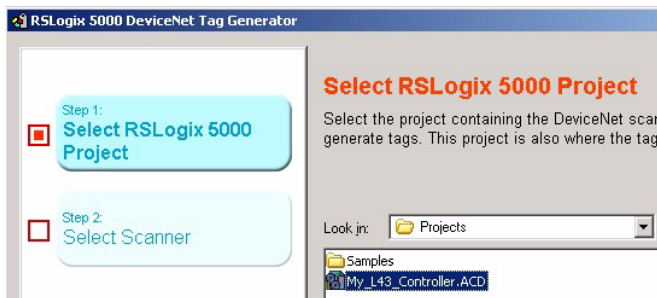 RSLogix 5000 DeviceNet Tag Generator
Step 1:
Select RSLogix 5000
Project
Step 2:
Select Scanner
Select RSLogix 5000 Project
Select the project containing the DeviceNet
generate tags. This project is also where the
Look in:
Projects
Samples
My_L43_Controller.ACD